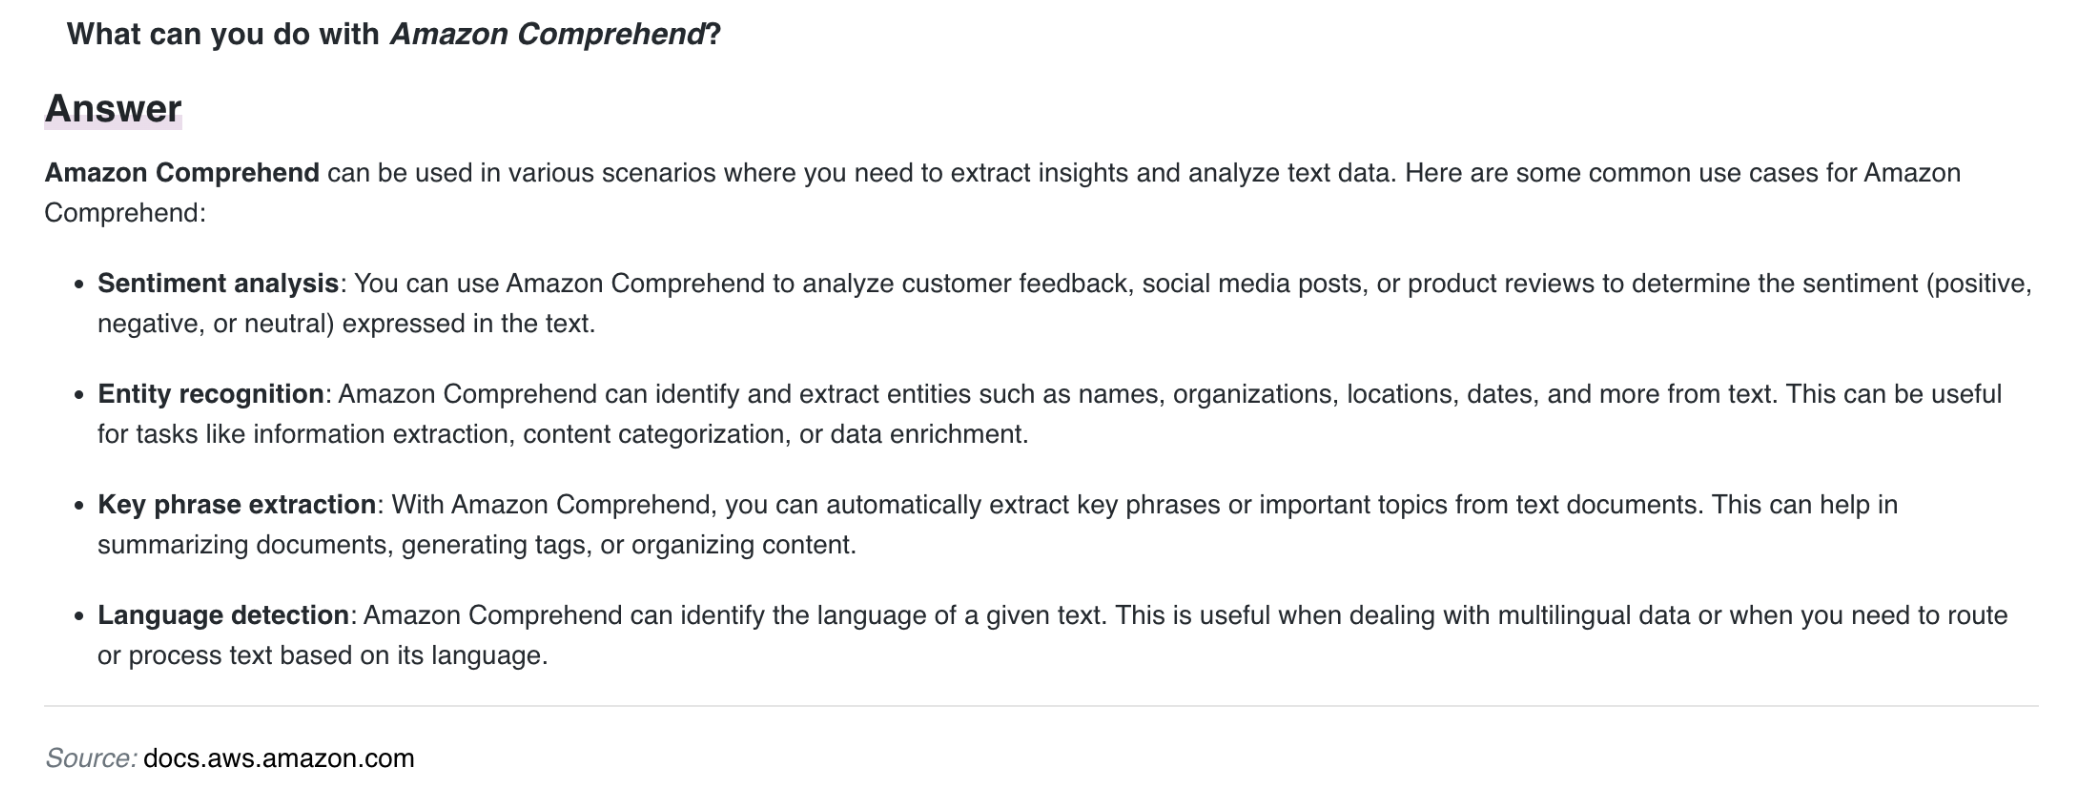 What can you do with Amazon Comprehend?
Answer
Amazon Comprehend can be used in various scenarios where you need to extract insights and analyze text data. Here are some common use cases for Amazon
Comprehend:
• Sentiment analysis: You can use Amazon Comprehend to analyze customer feedback, social media posts, or product reviews to determine the sentiment (positive,
negative, or neutral) expressed in the text.
• Entity recognition: Amazon Comprehend can identify and extract entities such as names, organizations, locations, dates, and more from text. This can be useful
for tasks like information extraction, content categorization, or data enrichment.
• Key phrase extraction: With Amazon Comprehend, you can automatically extract key phrases or important topics from text documents. This can help in
summarizing documents, generating tags, or organizing content.
• Language detection: Amazon Comprehend can identify the language of a given text. This is useful when dealing with multilingual data or when you need to route
or process text based on its language.
Source: docs.aws.amazon.com